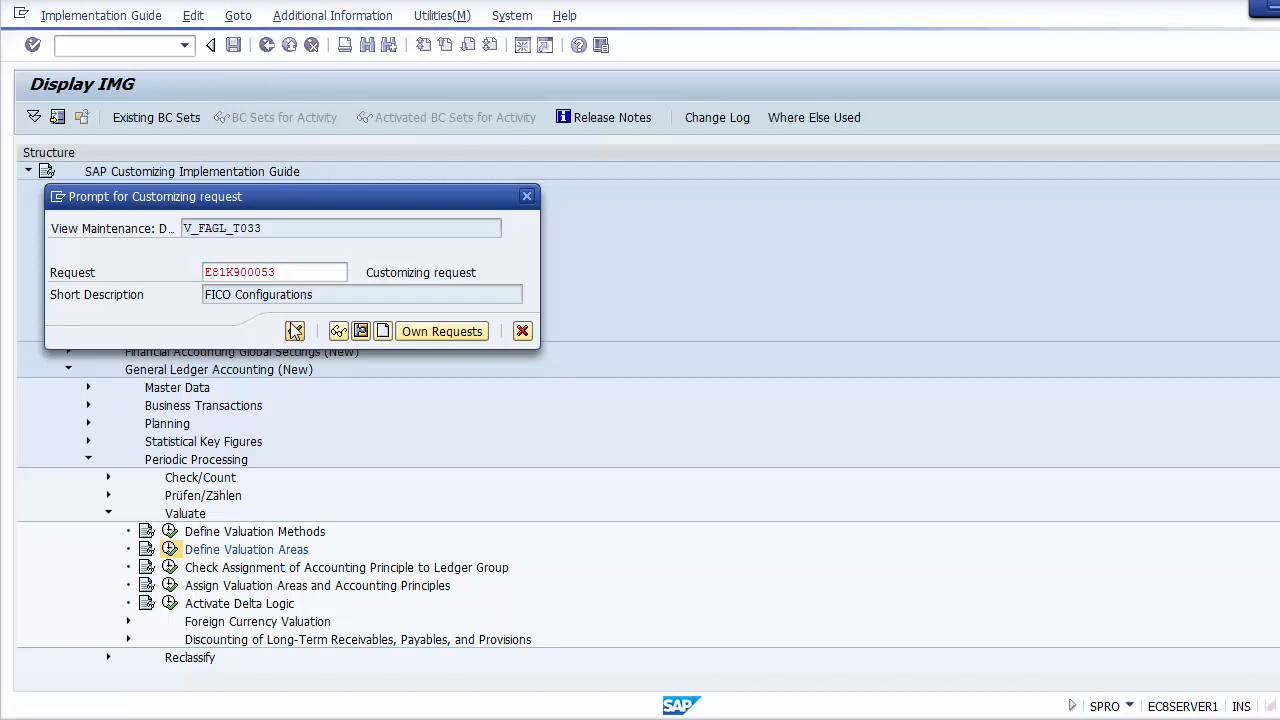 Implementation Guide Edit Goto Additional Information Utilities(M) System Help
Display IMG
Existing BC Sets BC Sets for Activity Activated BC Sets for Activity Release Notes Change Log Where Else Used
Structure
SAP Customizing Implementation Guide
Prompt for Customizing request
View Maintenance: D... V_FAGL_T033
Request E81K900053 Customizing request
Short Description FICO Configurations
Own Requests
Financial Accounting Global Settings (New)
General Ledger Accounting (New)
Master Data
Business Transactions
Planning
Statistical Key Figures
Periodic Processing
Check/Count
Prüfen/Zählen
Valuate
Define Valuation Methods
Define Valuation Areas
Check Assignment of Accounting Principle to Ledger Group
Assign Valuation Areas and Accounting Principles
Activate Delta Logic
Foreign Currency Valuation
Discounting of Long-Term Receivables, Payables, and Provisions
Reclassify
SAP SPRO EC8SERVER1 INS